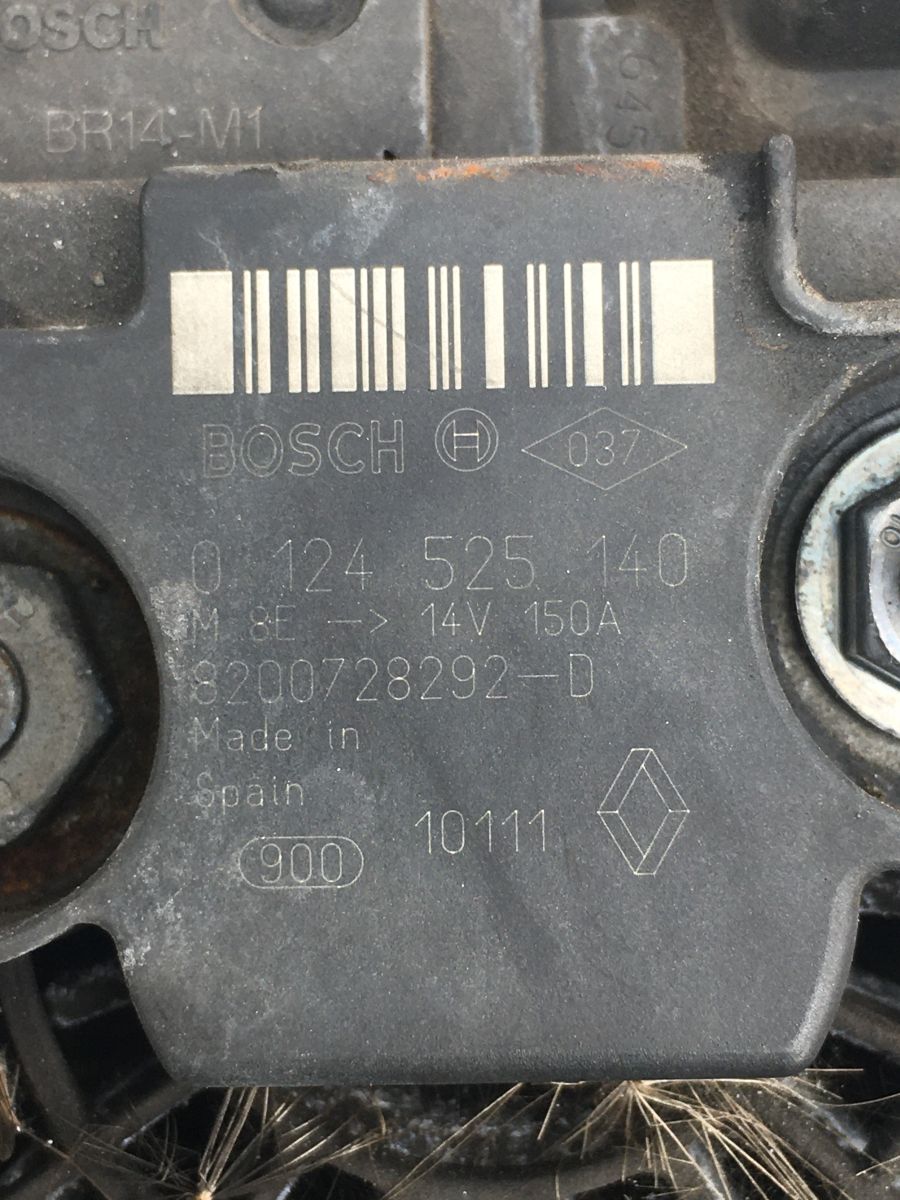 BOSCH
645
BR14-M1
BOSCH H 037
0 124 525 140
M 8E -> 14V 150A
8200728292-D
Made in
Spain
900 10111